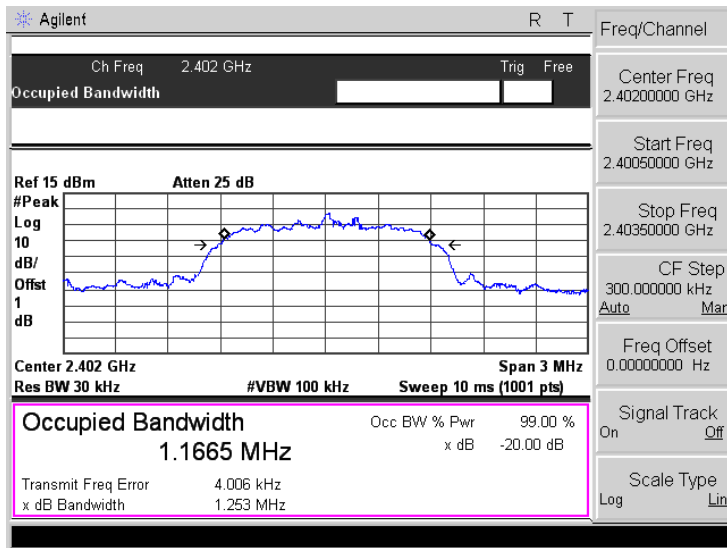 Agilent R T
Ch Freq 2.402 GHz Trig Free
Occupied Bandwidth
Ref 15 dBm Atten 25 dB
#Peak
Log
10
dB/
Offst
1
dB
Center 2.402 GHz Span 3 MHz
Res BW 30 kHz #VBW 100 kHz Sweep 10 ms (1001 pts)
Occupied Bandwidth
1.1665 MHz
Occ BW % Pwr 99.00 %
x dB -20.00 dB
Transmit Freq Error 4.006 kHz
x dB Bandwidth 1.253 MHz
Freq/Channel
Center Freq
2.40200000 GHz
Start Freq
2.40050000 GHz
Stop Freq
2.40350000 GHz
CF Step
300.000000 kHz
Auto Mar
Freq Offset
0.00000000 Hz
Signal Track
On Off
Scale Type
Log Lin